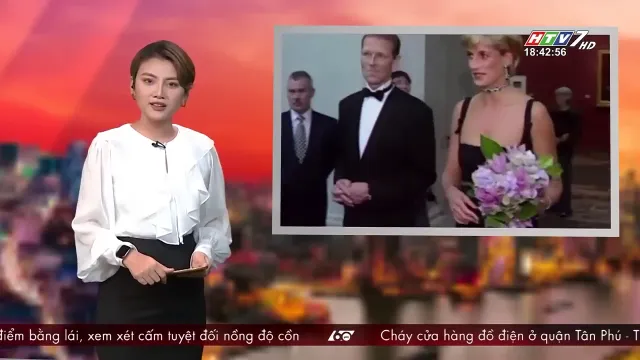 HTV7 HD
18:42:56
điểm bằng lái, xem xét cấm tuyệt đối nồng độ cồn 60 Cháy cửa hàng đồ điện ở quận Tân Phú - T